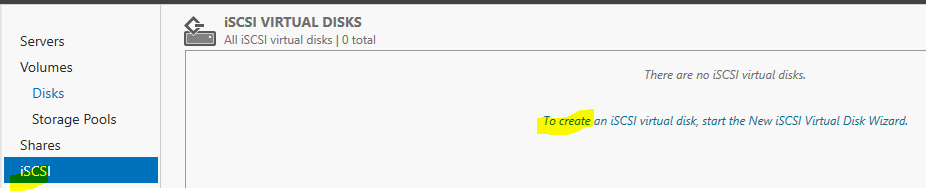 Servers
Volumes
Disks
Storage Pools
Shares
iSCSI
iSCSI VIRTUAL DISKS
All iSCSI virtual disks | 0 total
There are no iSCSI virtual disks.
To create an iSCSI virtual disk, start the New iSCSI Virtual Disk Wizard.